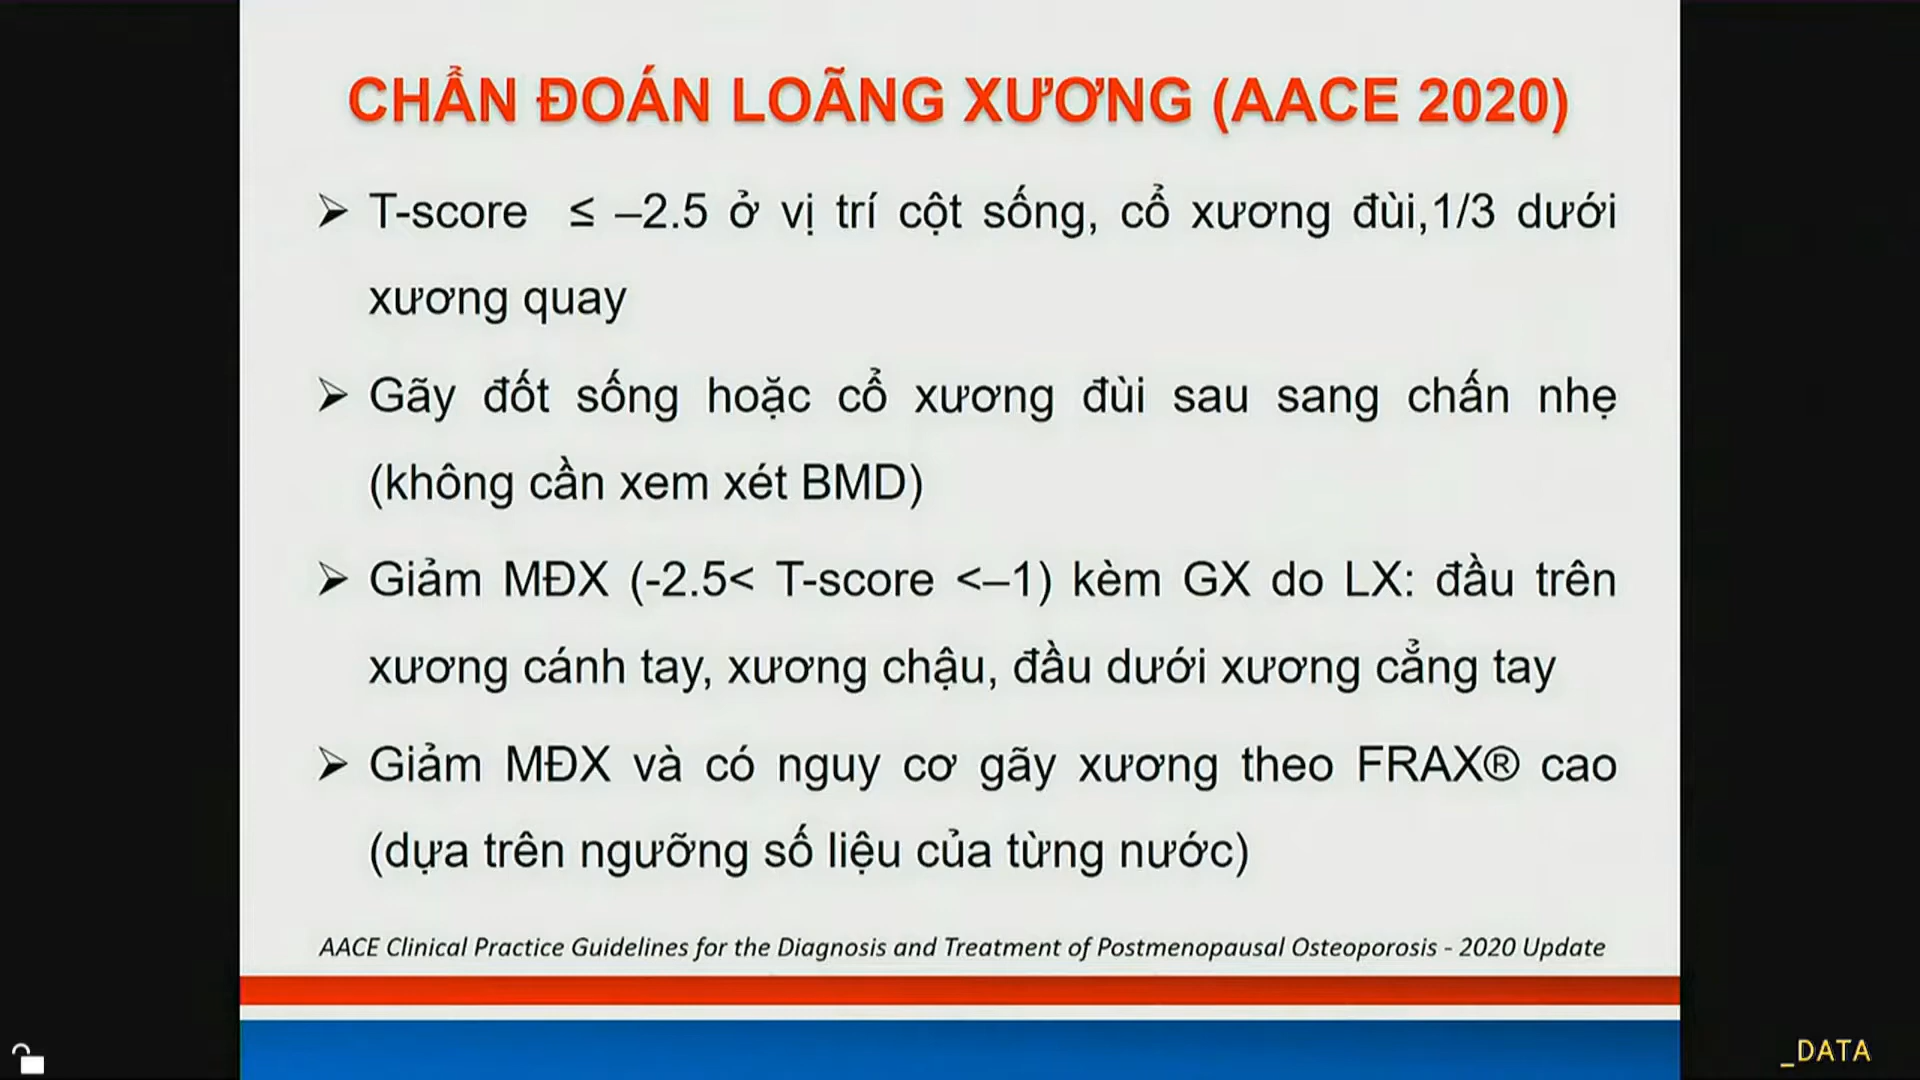 CHẨN ĐOÁN LOÃNG XƯƠNG (AACE 2020)
➢ T-score ≤ –2.5 ở vị trí cột sống, cổ xương đùi,1/3 dưới
xương quay
➢ Gãy đốt sống hoặc cổ xương đùi sau sang chấn nhẹ
(không cần xem xét BMD)
➢ Giảm MĐX (-2.5< T-score <–1) kèm GX do LX: đầu trên
xương cánh tay, xương chậu, đầu dưới xương cẳng tay
➢ Giảm MĐX và có nguy cơ gãy xương theo FRAX® cao
(dựa trên ngưỡng số liệu của từng nước)
AACE Clinical Practice Guidelines for the Diagnosis and Treatment of Postmenopausal Osteoporosis - 2020 Update
_DATA